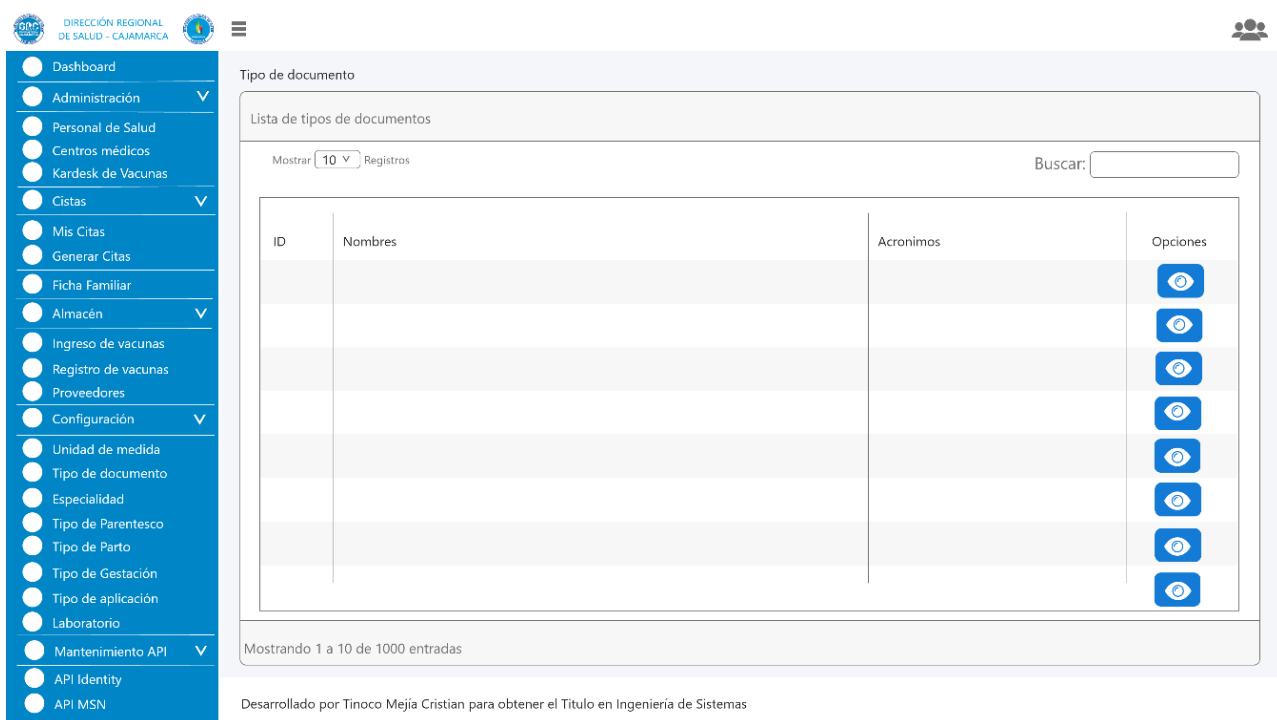 DIRECCIÓN REGIONAL
DE SALUD - CAJAMARCA
Dashboard
Administración
Personal de Salud
Centros médicos
Kardesk de Vacunas
Cistas
Mis Citas
Generar Citas
Ficha Familiar
Almacén
Ingreso de vacunas
Registro de vacunas
Proveedores
Configuración
Unidad de medida
Tipo de documento
Especialidad
Tipo de Parentesco
Tipo de Parto
Tipo de Gestación
Tipo de aplicación
Laboratorio
Mantenimiento API
API Identity
API MSN
Tipo de documento
Lista de tipos de documentos
Mostrar 10 Registros
Buscar:
ID Nombres Acronimos Opciones
Mostrando 1 a 10 de 1000 entradas
Desarrollado por Tinoco Mejía Cristian para obtener el Titulo en Ingeniería de Sistemas